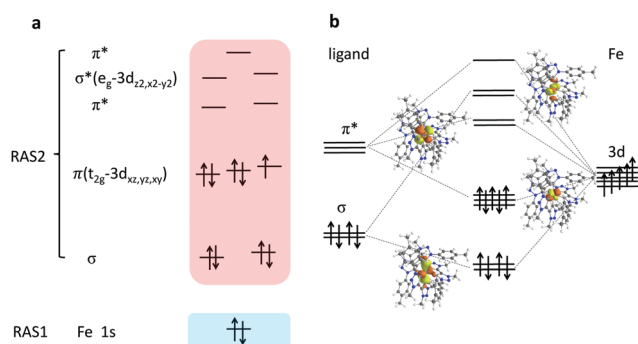 a
π*
σ*(eg-3dz2,x2-y2)
π*
RAS2
π(t2g-3dxz,yz,xy)
σ
RAS1 Fe 1s
b
ligand Fe
π*
3d
σ